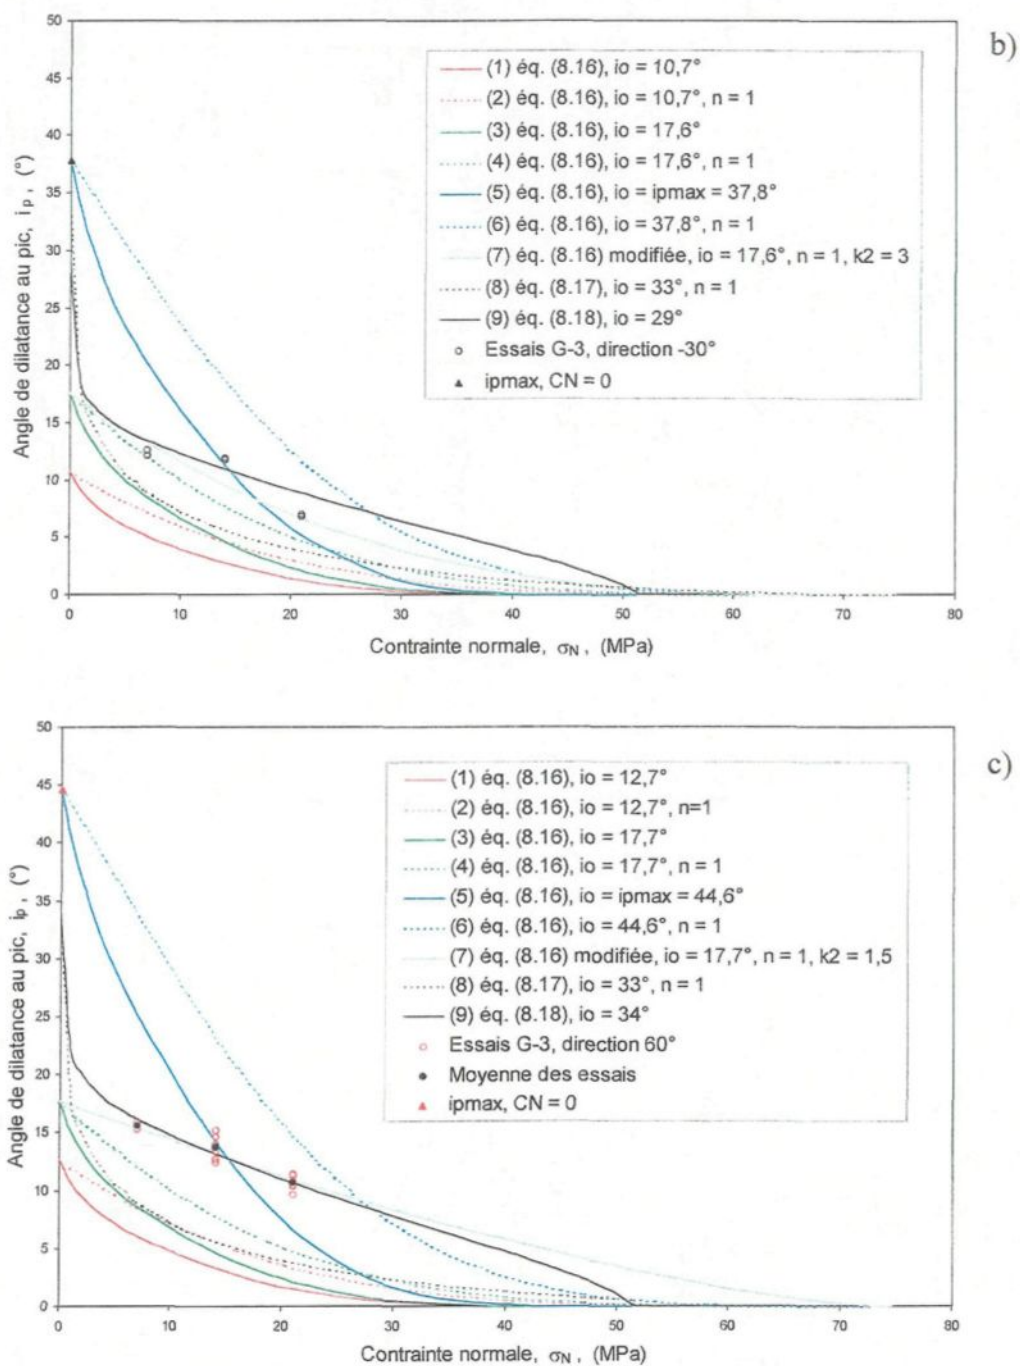 b)
50
45
40
35
30
25
20
15
10
5
0
Angle de dilatance au pic, ip, (°)
(1) éq. (8.16), io = 10,7°
(2) éq. (8.16), io = 10,7°, n = 1
(3) éq. (8.16), io = 17,6°
(4) éq. (8.16), io = 17,6°, n = 1
(5) éq. (8.16), io = ipmax = 37,8°
(6) éq. (8.16), io = 37,8°, n = 1
(7) éq. (8.16) modifiée, io = 17,6°, n = 1, k2 = 3
(8) éq. (8.17), io = 33°, n = 1
(9) éq. (8.18), io = 29°
Essais G-3, direction -30°
ipmax, CN = 0
0 10 20 30 40 50 60 70 80
Contrainte normale, σN, (MPa)
c)
50
45
40
35
30
25
20
15
10
5
0
Angle de dilatance au pic, ip, (°)
(1) éq. (8.16), io = 12,7°
(2) éq. (8.16), io = 12,7°, n=1
(3) éq. (8.16), io = 17,7°
(4) éq. (8.16), io = 17,7°, n = 1
(5) éq. (8.16), io = ipmax = 44,6°
(6) éq. (8.16), io = 44,6°, n = 1
(7) éq. (8.16) modifiée, io = 17,7°, n = 1, k2 = 1,5
(8) éq. (8.17), io = 33°, n = 1
(9) éq. (8.18), io = 34°
Essais G-3, direction 60°
Moyenne des essais
ipmax, CN = 0
0 10 20 30 40 50 60 70 80
Contrainte normale, σN, (MPa)